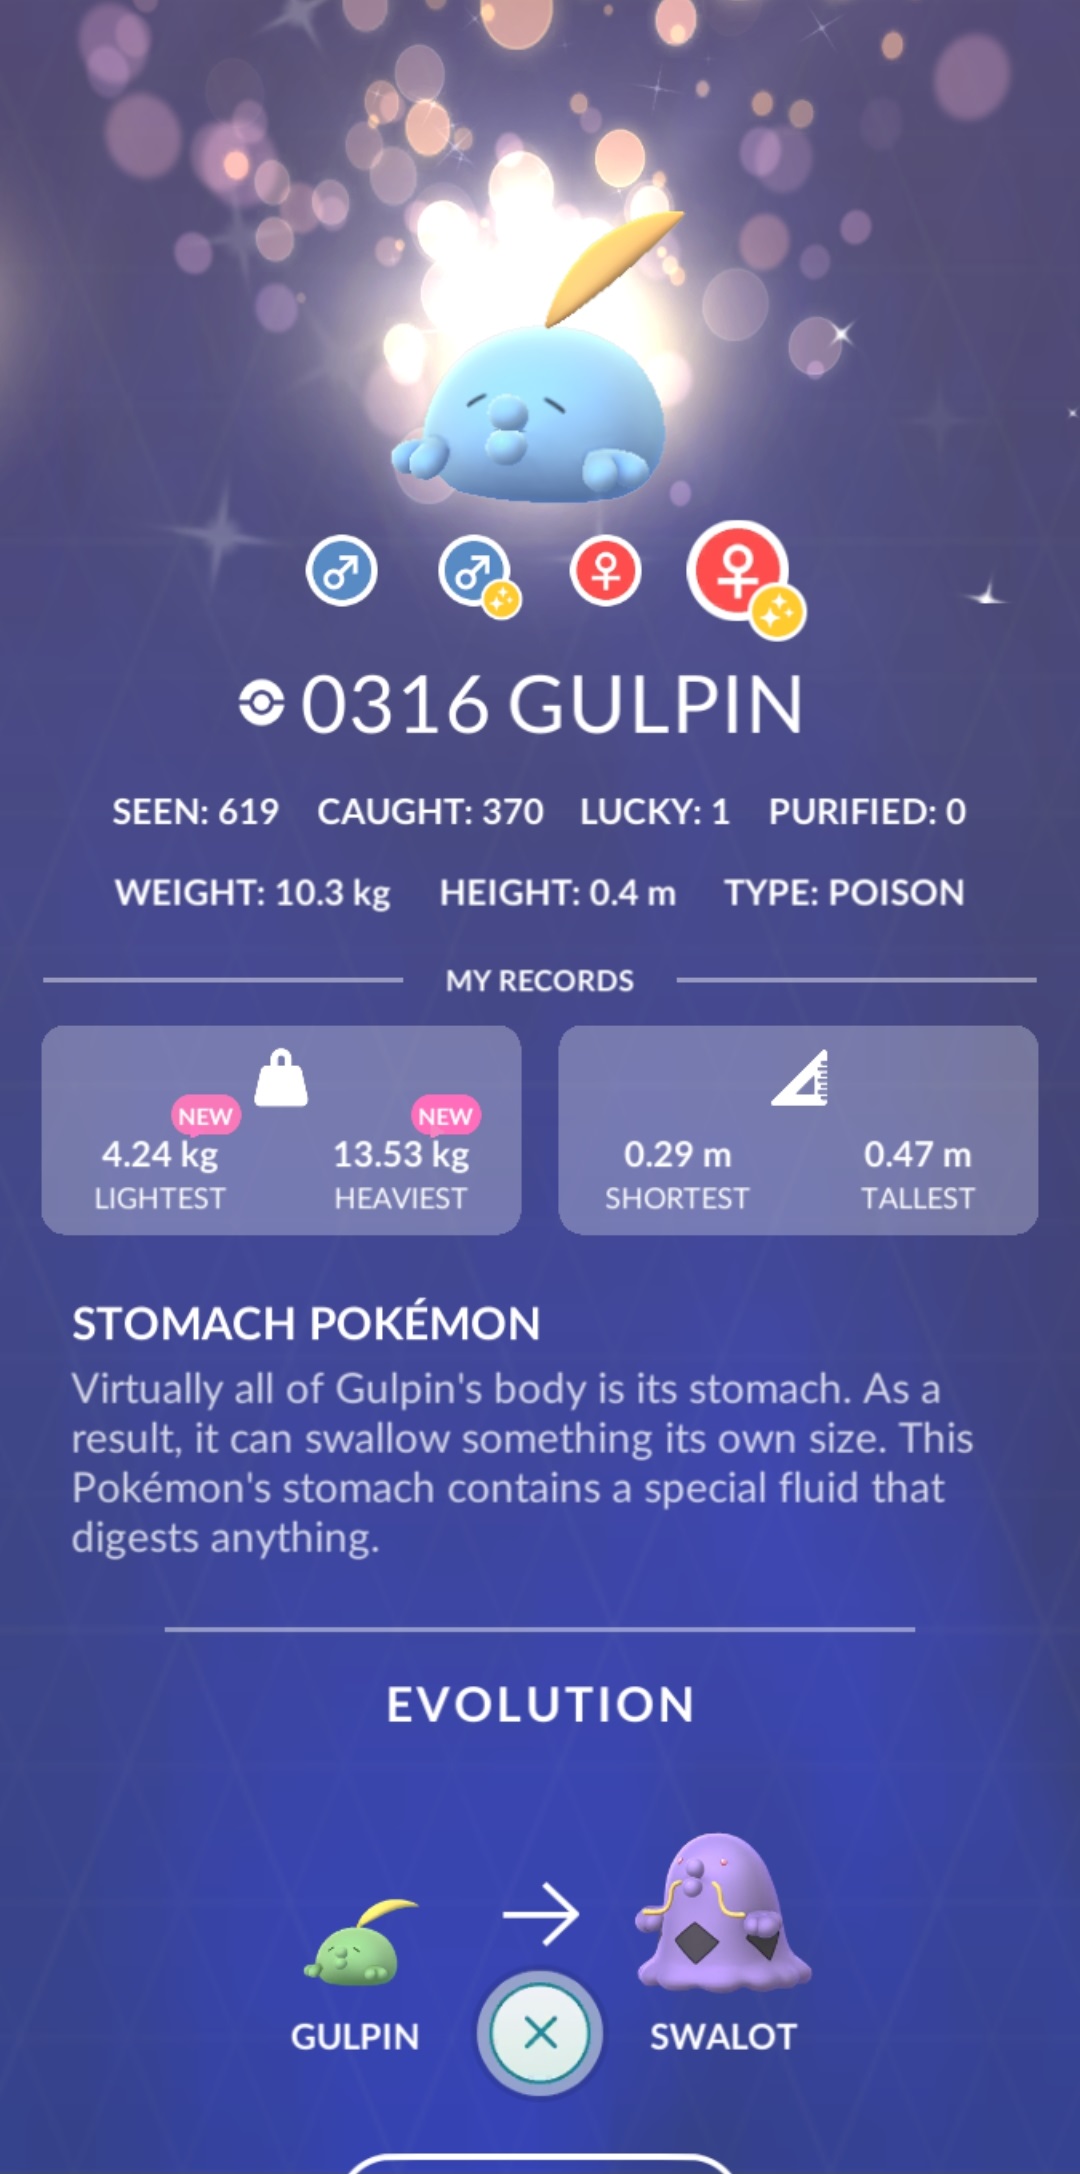 0316 GULPIN
SEEN: 619 CAUGHT: 370 LUCKY: 1 PURIFIED: 0
WEIGHT: 10.3 kg HEIGHT: 0.4 m TYPE: POISON
MY RECORDS
NEW NEW
4.24 kg 13.53 kg 0.29 m 0.47 m
LIGHTEST HEAVIEST SHORTEST TALLEST
STOMACH POKÉMON
Virtually all of Gulpin's body is its stomach. As a
result, it can swallow something its own size. This
Pokémon's stomach contains a special fluid that
digests anything.
EVOLUTION
GULPIN SWALOT